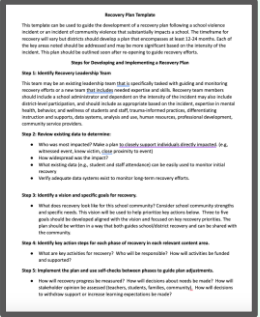 Recovery Plan Template
This template can be used to guide the development of a recovery plan following a school violence
incident or an incident of community violence that substantially impacts a school. The timeframe for
recovery will vary but districts should develop a plan that encompasses at least 12-24 months. Each of
the key areas noted should be addressed and may be more significant based on the intensity of the
incident. This plan should be outlined soon after re-opening to guide recovery efforts.
Steps for Developing and Implementing a Recovery Plan
Step 1: Identify Recovery Leadership Team
This team may be an existing leadership team that is specifically tasked with guiding and monitoring
recovery efforts or a new team that includes needed expertise and skills. Recovery team members
should include a school administrator and dependent on the intensity of the incident may also include
district-level participation, and should include as appropriate based on the incident, expertise in mental
health, behavior, and wellness of students and staff, trauma-informed practices, differentiating
instruction and supports, data systems, analysis and use, human resources, professional development,
community service providers.
Step 2: Review existing data to determine:
• Who was most impacted? Make a plan to closely support individuals directly impacted. (e.g.
witnessed event, knew victim, close proximity to event)
• How widespread was the impact?
• What existing data (e.g., student and staff attendance) can be easily used to monitor initial
recovery
• Verify adequate data systems exist to monitor long-term recovery efforts.
Step 3: Identify a vision and specific goals for recovery.
• What does recovery look like for this school community? Consider school community strengths
and specific needs. This vision will be used to help prioritize key actions below. Three to five
goals should be developed aligned with the vision and focused on key recovery priorities. The
plan should be written in a way that both guides school/district recovery and can be shared with
the community.
Step 4: Identify key action steps for each phase of recovery in each relevant content area.
• What are key activities for recovery? Who will be responsible? How will activities be funded
and supported?
Step 5: Implement the plan and use self-checks between phases to guide plan adjustments.
• How will recovery progress be measured? How will decisions about needs be made? How will
stakeholder opinion be assessed (teachers, students, families, community). How will decisions
to withdraw support or increase learning expectations be made?